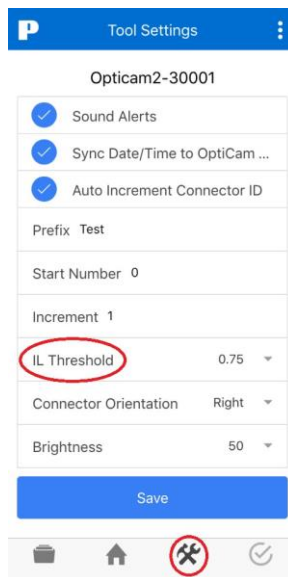 P Tool Settings
Opticam2-30001
Sound Alerts
Sync Date/Time to OptiCam ...
Auto Increment Connector ID
Prefix Test
Start Number 0
Increment 1
IL Threshold 0.75
Connector Orientation Right
Brightness 50
Save